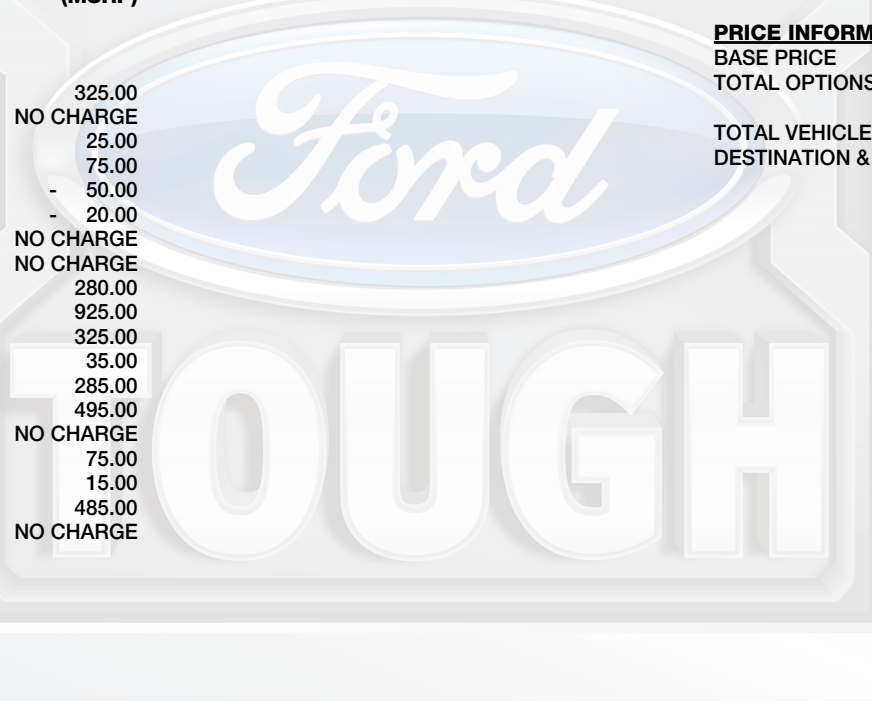 (MSRP)
325.00
NO CHARGE
25.00
75.00
- 50.00
- 20.00
NO CHARGE
NO CHARGE
280.00
925.00
325.00
35.00
285.00
495.00
NO CHARGE
75.00
15.00
485.00
NO CHARGE
PRICE INFORM
BASE PRICE
TOTAL OPTIONS
TOTAL VEHICLE
DESTINATION &
Ford
TOUGH